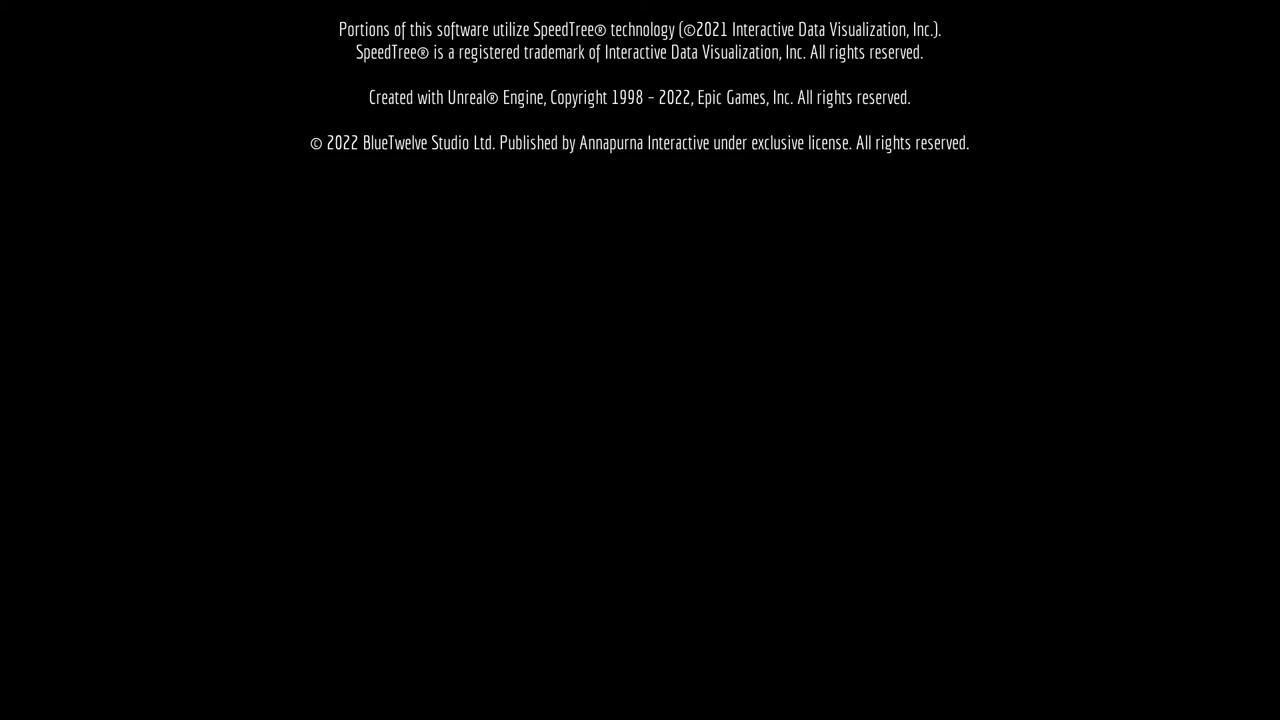 Portions of this software utilize SpeedTree® technology (©2021 Interactive Data Visualization, Inc.).
SpeedTree® is a registered trademark of Interactive Data Visualization, Inc. All rights reserved.
Created with Unreal® Engine, Copyright 1998 – 2022, Epic Games, Inc. All rights reserved.
© 2022 BlueTwelve Studio Ltd. Published by Annapurna Interactive under exclusive license. All rights reserved.